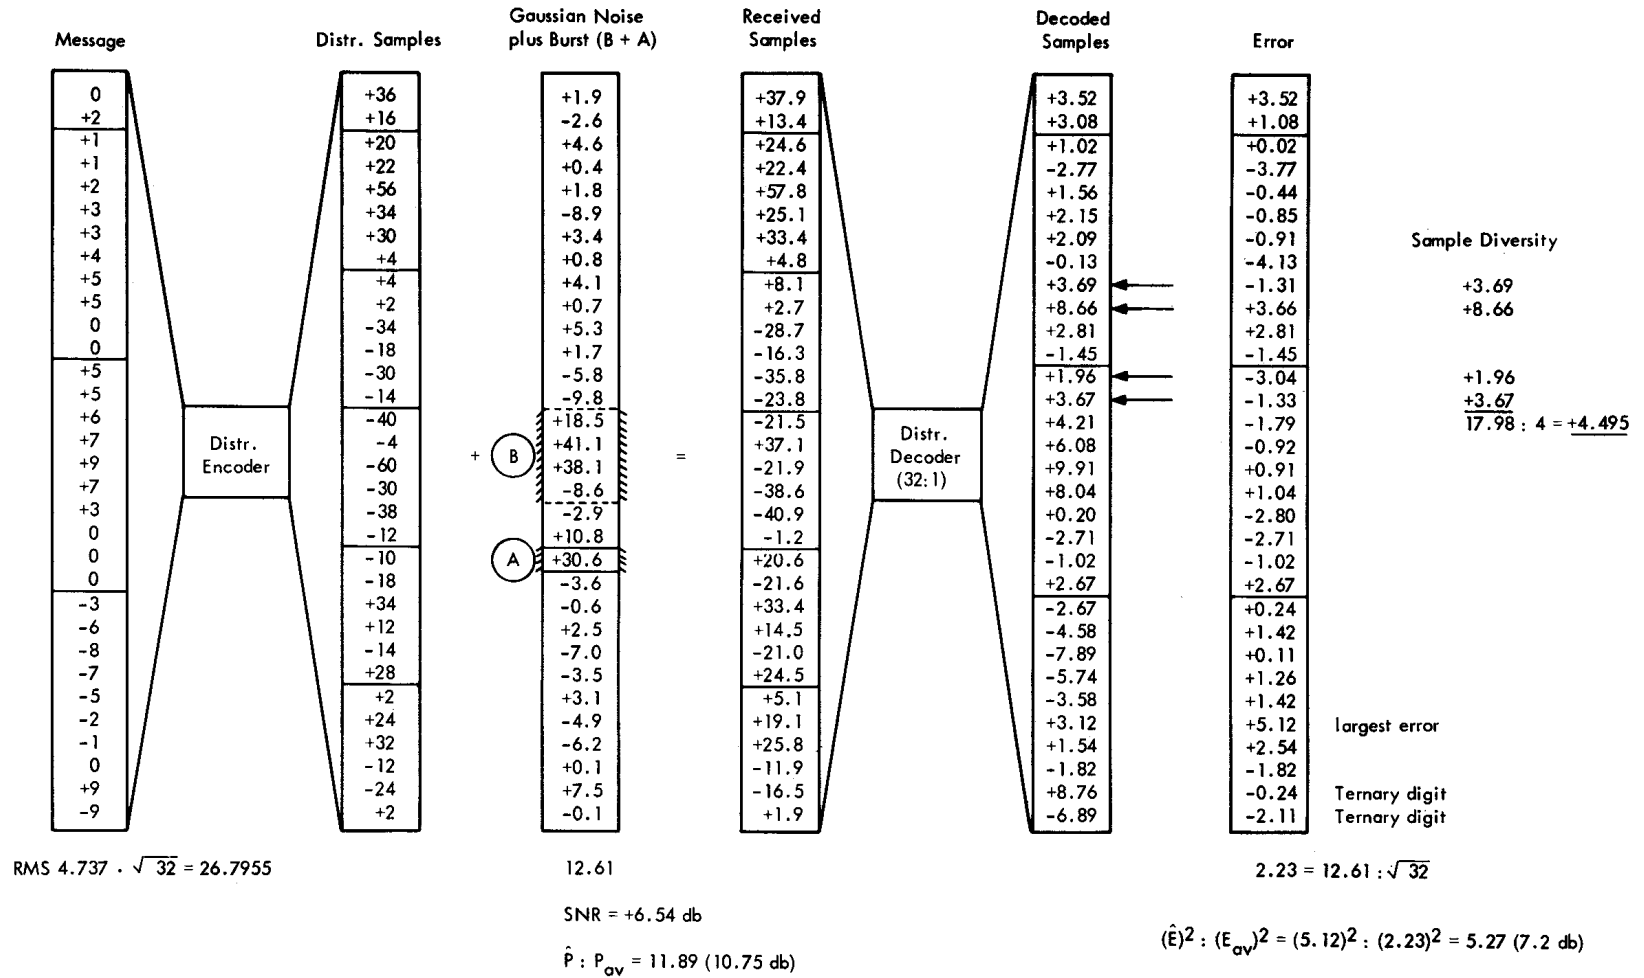 Message Distr. Samples Gaussian Noise plus Burst (B + A) Received Samples Decoded Samples Error
0 +36 +1.9 +37.9 +3.52 +3.52
+2 +16 -2.6 +13.4 +3.08 +1.08
+1 +20 +4.6 +24.6 +1.02 +0.02
+1 +22 +0.4 +22.4 -2.77 -3.77
+2 +56 +1.8 +57.8 +1.56 -0.44
+3 +34 -8.9 +25.1 +2.15 -0.85
+3 +30 +3.4 +33.4 +2.09 -0.91 Sample Diversity
+4 +4 +0.8 +4.8 -0.13 -4.13
+5 +4 +4.1 +8.1 +3.69 -1.31 +3.69
+5 +2 +0.7 +2.7 +8.66 +3.66 +8.66
0 -34 +5.3 -28.7 +2.81 +2.81
0 -18 +1.7 -16.3 -1.45 -1.45
+5 -30 -5.8 -35.8 +1.96 -3.04 +1.96
+5 -14 -9.8 -23.8 +3.67 -1.33 +3.67
+6 -40 +18.5 -21.5 +4.21 -1.79 17.98 : 4 = +4.495
+7 -4 +41.1 +37.1 +6.08 -0.92
Distr. Encoder + B = Distr. Decoder (32:1)
+9 -60 +38.1 -21.9 +9.91 +0.91
+7 -30 -8.6 -38.6 +8.04 +1.04
+3 -38 -2.9 -40.9 +0.20 -2.80
0 -12 +10.8 -1.2 -2.71 -2.71
0 -10 A +30.6 +20.6 -1.02 -1.02
0 -18 -3.6 -21.6 +2.67 +2.67
-3 +34 -0.6 +33.4 -2.67 +0.24
-6 +12 +2.5 +14.5 -4.58 +1.42
-8 -14 -7.0 -21.0 -7.89 +0.11
-7 +28 -3.5 +24.5 -5.74 +1.26
-5 +2 +3.1 +5.1 -3.58 +1.42
-2 +24 -4.9 +19.1 +3.12 +5.12 largest error
-1 +32 -6.2 +25.8 +1.54 +2.54
0 -12 +0.1 -11.9 -1.82 -1.82
+9 -24 +7.5 -16.5 +8.76 -0.24 Ternary digit
-9 +2 -0.1 +1.9 -6.89 -2.11 Ternary digit
RMS 4.737 · √32 = 26.7955 12.61 2.23 = 12.61 : √32
SNR = +6.54 db
(Ê)² : (E_av)² = (5.12)² : (2.23)² = 5.27 (7.2 db)
P̂ : P_av = 11.89 (10.75 db)